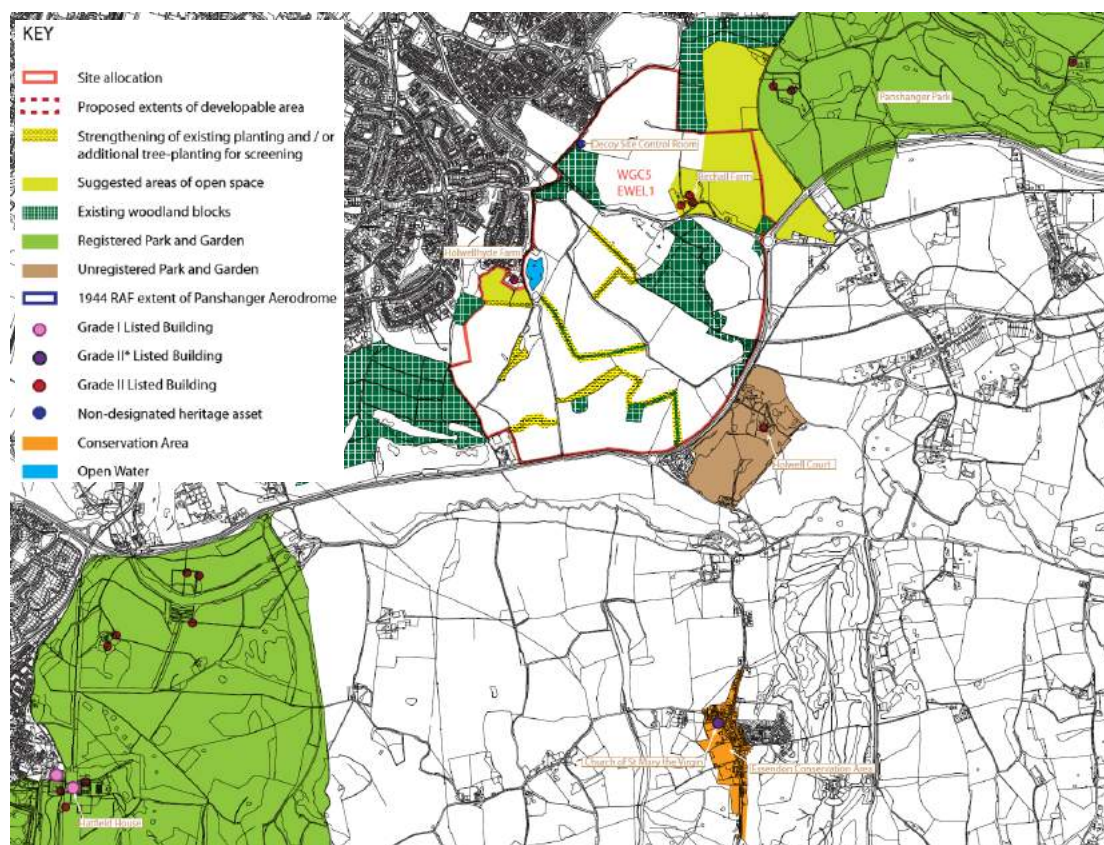 KEY
Site allocation
Proposed extents of developable area
Strengthening of existing planting and / or
additional tree-planting for screening
Suggested areas of open space
Existing woodland blocks
Registered Park and Garden
Unregistered Park and Garden
1944 RAF extent of Panshanger Aerodrome
Grade I Listed Building
Grade II* Listed Building
Grade II Listed Building
Non-designated heritage asset
Conservation Area
Open Water
Panshanger Park
Decoy Site Control Room
WGC5
EWEL1
Birchall Farm
Holwellhyde Farm
Holwell Court
Church of St Mary the Virgin
Essendon Conservation Area
Hatfield House